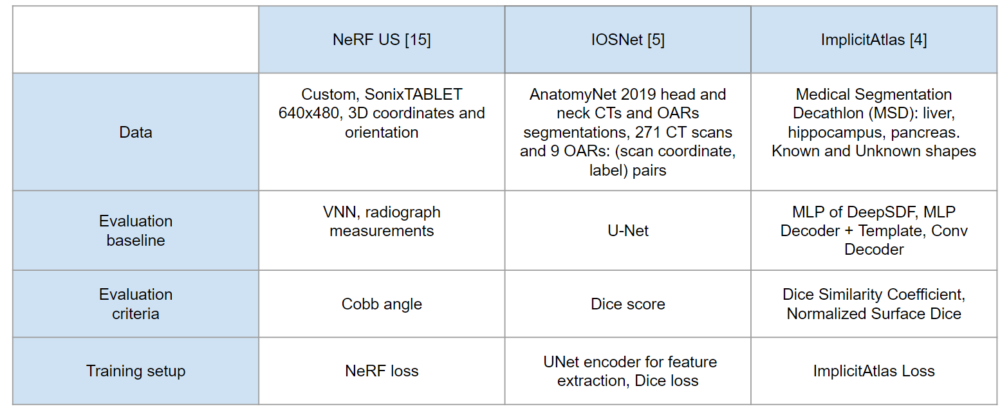 NeRF US [15]
IOSNet [5]
ImplicitAtlas [4]
Data
Custom, SonixTABLET
640x480, 3D coordinates and
orientation
AnatomyNet 2019 head and
neck CTs and OARs
segmentations, 271 CT scans
and 9 OARs: (scan coordinate,
label) pairs
Medical Segmentation
Decathlon (MSD): liver,
hippocampus, pancreas.
Known and Unknown shapes
Evaluation
baseline
VNN, radiograph
measurements
U-Net
MLP of DeepSDF, MLP
Decoder + Template, Conv
Decoder
Evaluation
criteria
Cobb angle
Dice score
Dice Similarity Coefficient,
Normalized Surface Dice
Training setup
NeRF loss
UNet encoder for feature
extraction, Dice loss
ImplicitAtlas Loss